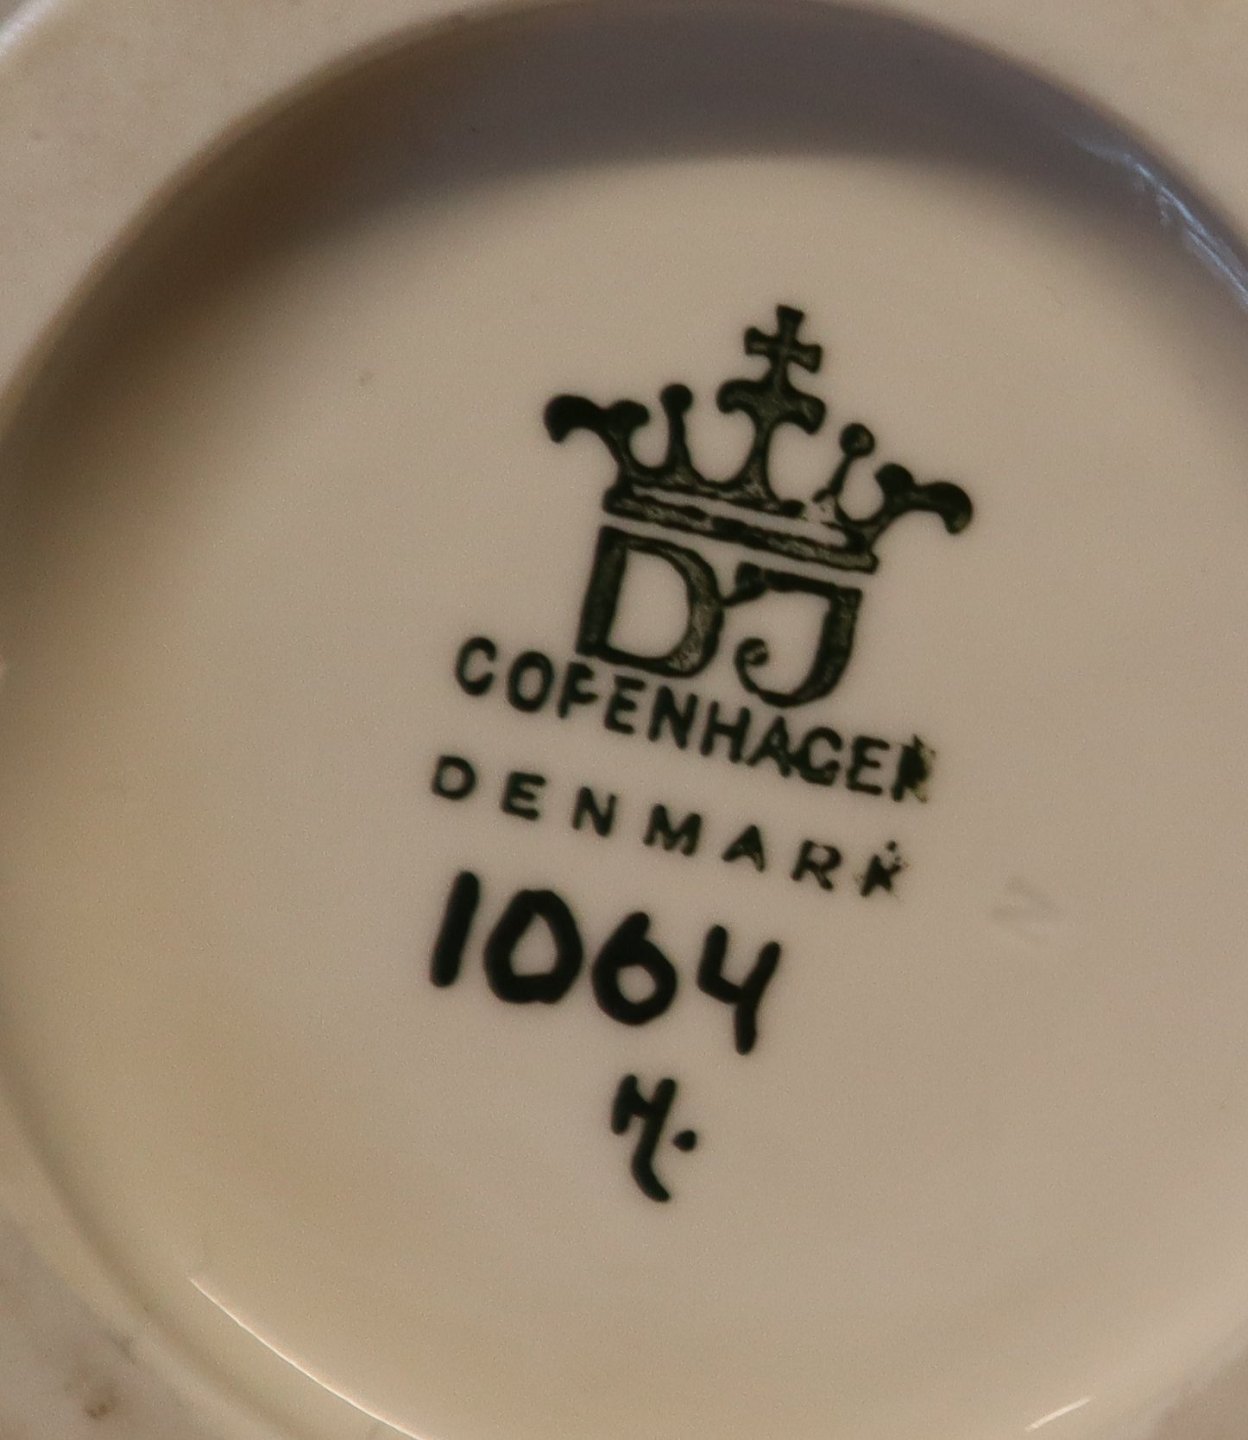 DJ
COPENHAGEN
DENMARK
1064